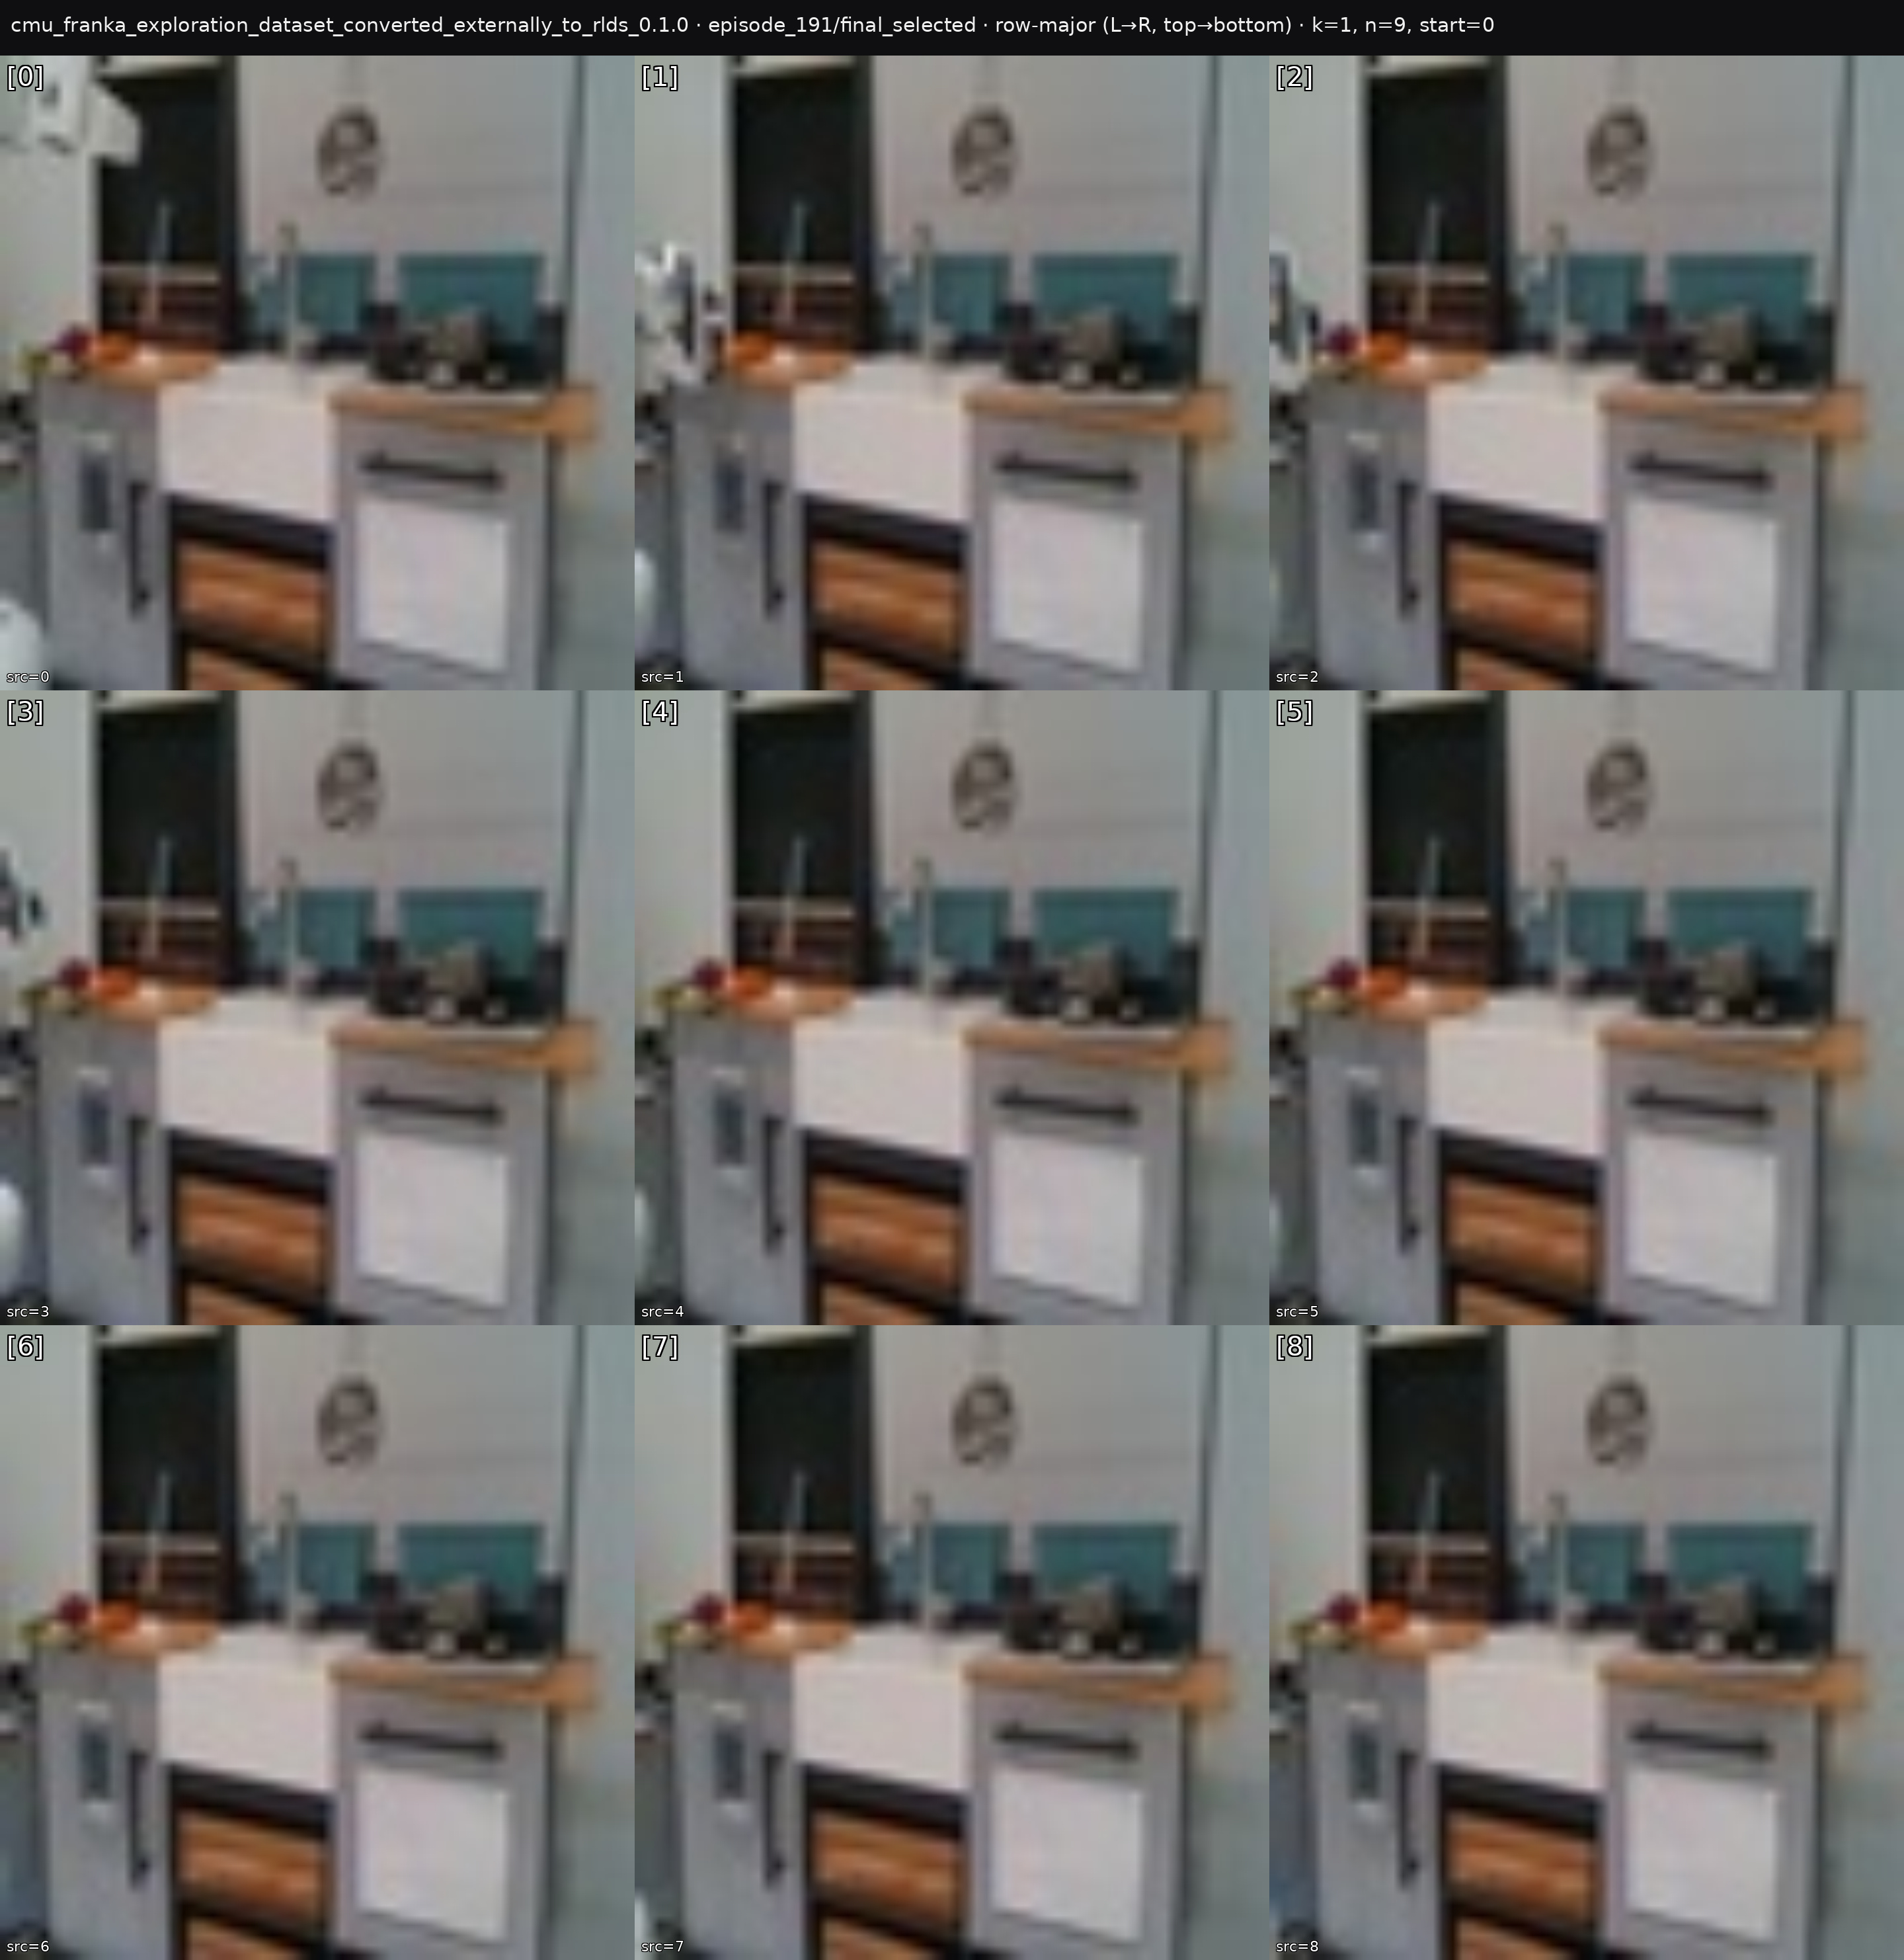 cmu_franka_exploration_dataset_converted_externally_to_rlds_0.1.0 · episode_191/final_selected · row-major (L→R, top→bottom) · k=1, n=9, start=0
[0]
[1]
[2]
src=0
src=1
src=2
[3]
[4]
[5]
src=3
src=4
src=5
[6]
[7]
[8]
src=6
src=7
src=8